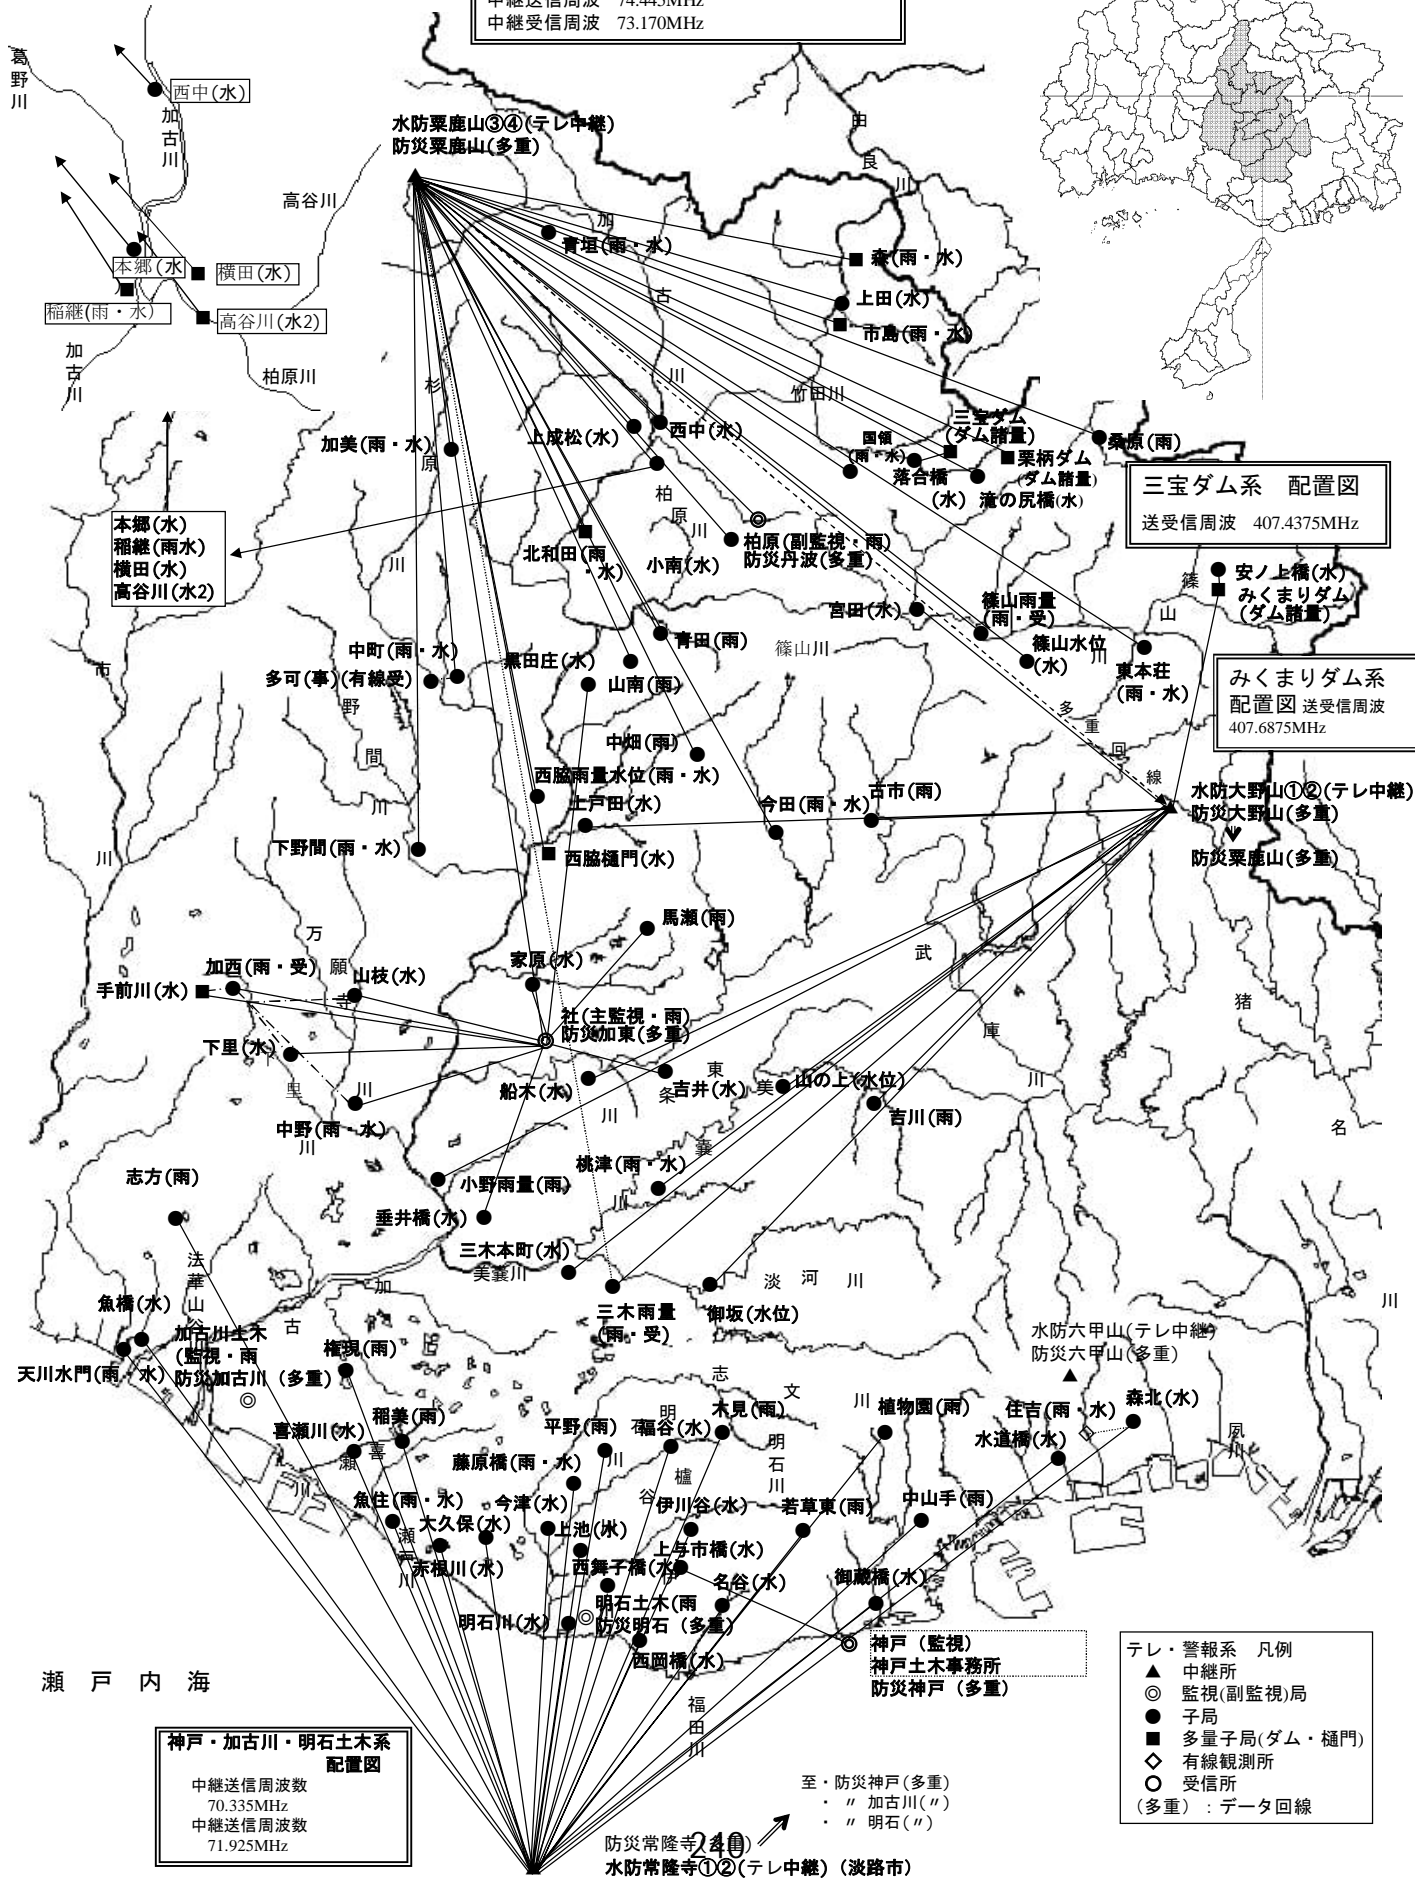 中継送信周波　74.445MHz
中継受信周波　73.170MHz
葛野川
西中(水)
加古川
高谷川
本郷(水
横田(水)
稲継(雨・水)
高谷川(水2)
加古川
柏原川
水防粟鹿山③④(テレ中継)
防災粟鹿山(多重)
由良川
加古川
青垣(雨・水)
森(雨・水)
上田(水)
市島(雨・水)
竹田川
杉原川
加美(雨・水)
上成松(水)
西中(水)
国領
(雨・水)
三宝ダム
(ダム諸量)
桑原(雨)
栗柄ダム
(ダム諸量)
落合橋
(水)
滝の尻橋(水)
三宝ダム系　配置図
送受信周波　407.4375MHz
本郷(水)
稲継(雨水)
横田(水)
高谷川(水2)
柏原川
北和田(雨
・水)
小南(水)
柏原(副監視・雨)
防災丹波(多重)
篠山川
安ノ上橋(水)
みくまりダム
(ダム諸量)
宮田(水)
篠山雨量
(雨・受)
篠山水位
(水)
東本荘
(雨・水)
みくまりダム系
配置図 送受信周波
407.6875MHz
青田(雨)
篠山川
中町(雨・水)
多可(事)(有線受)
黒田庄(水)
山南(雨)
市川
野間川
中畑(雨)
西脇雨量水位(雨・水)
上戸田(水)
今田(雨・水)
古市(雨)
多重回線
水防大野山①②(テレ中継)
防災大野山(多重)
防災粟鹿山(多重)
下野間(雨・水)
西脇樋門(水)
馬瀬(雨)
万願寺川
加西(雨・受)
山枝(水)
手前川(水)
家原(水)
社(主監視・雨)
防災加東(多重)
武庫川
猪名川
下里(水)
下里川
船木(水)
吉井(水)
東条川
山の上(水位)
吉川(雨)
中野(雨・水)
桃津(雨・水)
美嚢川
志方(雨)
小野雨量(雨)
垂井橋(水)
三木本町(水)
美嚢川
淡河川
三木雨量
(雨・受)
御坂(水位)
法華山谷
魚橋(水)
加古川土木
(監視・雨
防災加古川（多重)
天川水門(雨・水)
加古
権現(雨)
水防六甲山(テレ中継)
防災六甲山(多重)
志
文
川
植物園(雨)
住吉(雨・水)
森北(水)
水道橋(水)
夙川
喜瀬川(水)
稲美(雨)
喜瀬川
平野(雨)
福谷(水)
木見(雨)
明石川
藤原橋(雨・水)
櫨谷
明石川
魚住(雨・水)
大久保(水)
今津(水)
伊川谷(水)
若草東(雨)
中山手(雨)
上池(水)
上与市橋(水)
瀬戸川
赤根川(水)
西舞子橋(水)
名谷(水)
御蔵橋(水)
伊
明石川(水)
明石土木(雨
防災明石（多重)
西岡橋(水)
神戸（監視)
神戸土木事務所
防災神戸（多重)
福田川
瀬戸内海
神戸・加古川・明石土木系
配置図
中継送信周波数
70.335MHz
中継送信周波数
71.925MHz
至・防災神戸(多重)
・〃 加古川(〃)
・〃 明石(〃)
防災常隆寺(多重)
240
水防常隆寺①②(テレ中継)（淡路市)
テレ・警報系　凡例
▲　中継所
◎　監視(副監視)局
●　子局
■　多量子局(ダム・樋門)
◇　有線観測所
○　受信所
（多重）：データ回線